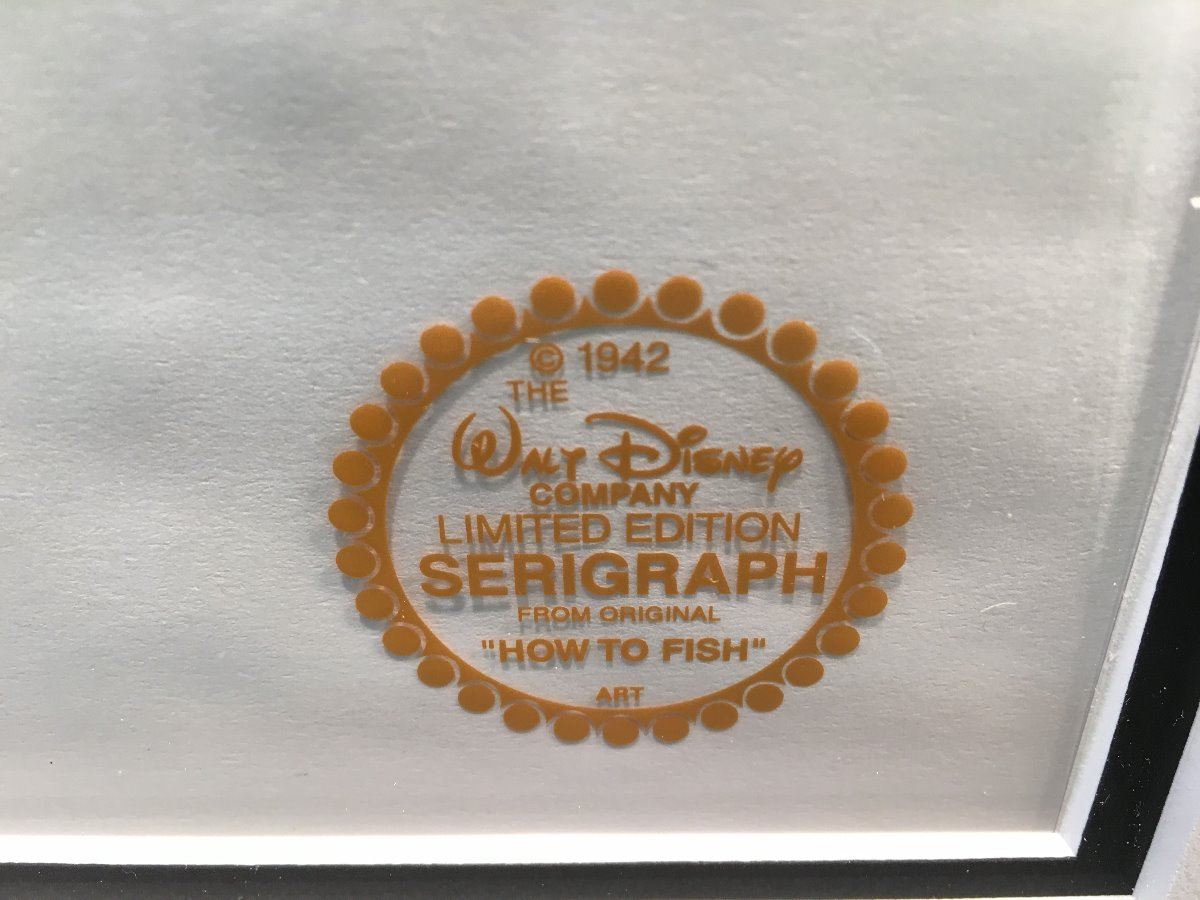 © 1942
THE
WALT DISNEY
COMPANY
LIMITED EDITION
SERIGRAPH
FROM ORIGINAL
"HOW TO FISH"
ART